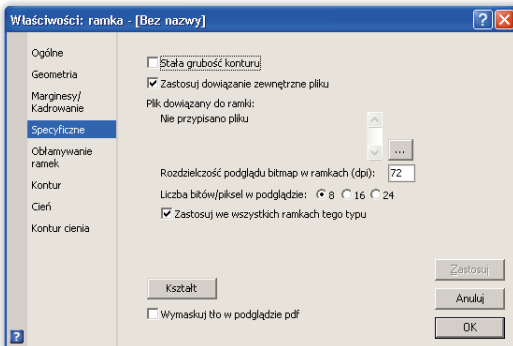 Właściwości: ramka - [Bez nazwy]
Ogólne
Geometria
Marginesy/
Kadrowanie
Specyficzne
Obłamywanie
ramek
Kontur
Cień
Kontur cienia
Stała grubość konturu
Zastosuj dowiązanie zewnętrzne pliku
Plik dowiązany do ramki:
Nie przypisano pliku
...
Rozdzielczość podglądu bitmap w ramkach (dpi): 72
Liczba bitów/piksel w podglądzie: 8 16 24
Zastosuj we wszystkich ramkach tego typu
Kształt
Wymaskuj tło w podglądzie pdf
Zastosuj
Anuluj
OK